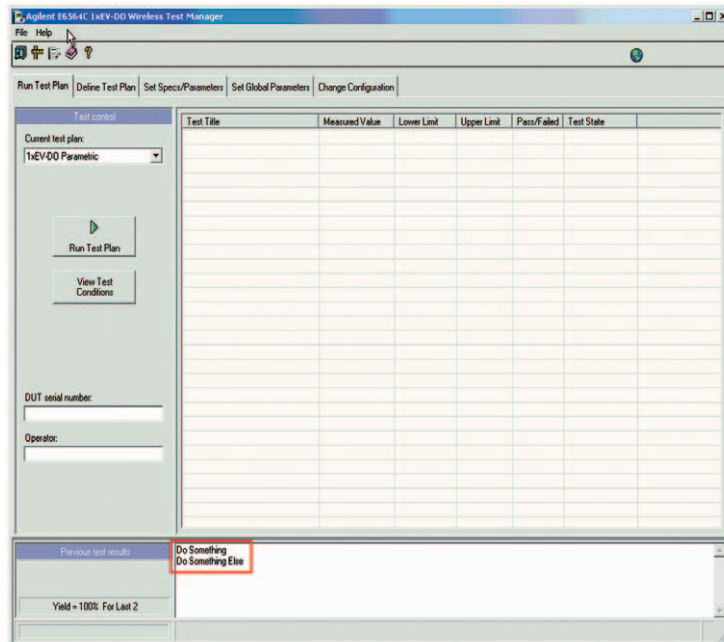 Agilent E6564C 1xEV-DO Wireless Test Manager
File Help
Run Test Plan Define Test Plan Set Specs/Parameters Set Global Parameters Change Configuration
Test control
Current test plan:
1xEV-DO Parametric
Run Test Plan
View Test
Conditions
DUT serial number:
Operator:
Test Title Measured Value Lower Limit Upper Limit Pass/Failed Test State
Previous test results
Yield = 100% For Last 2
Do Something
Do Something Else